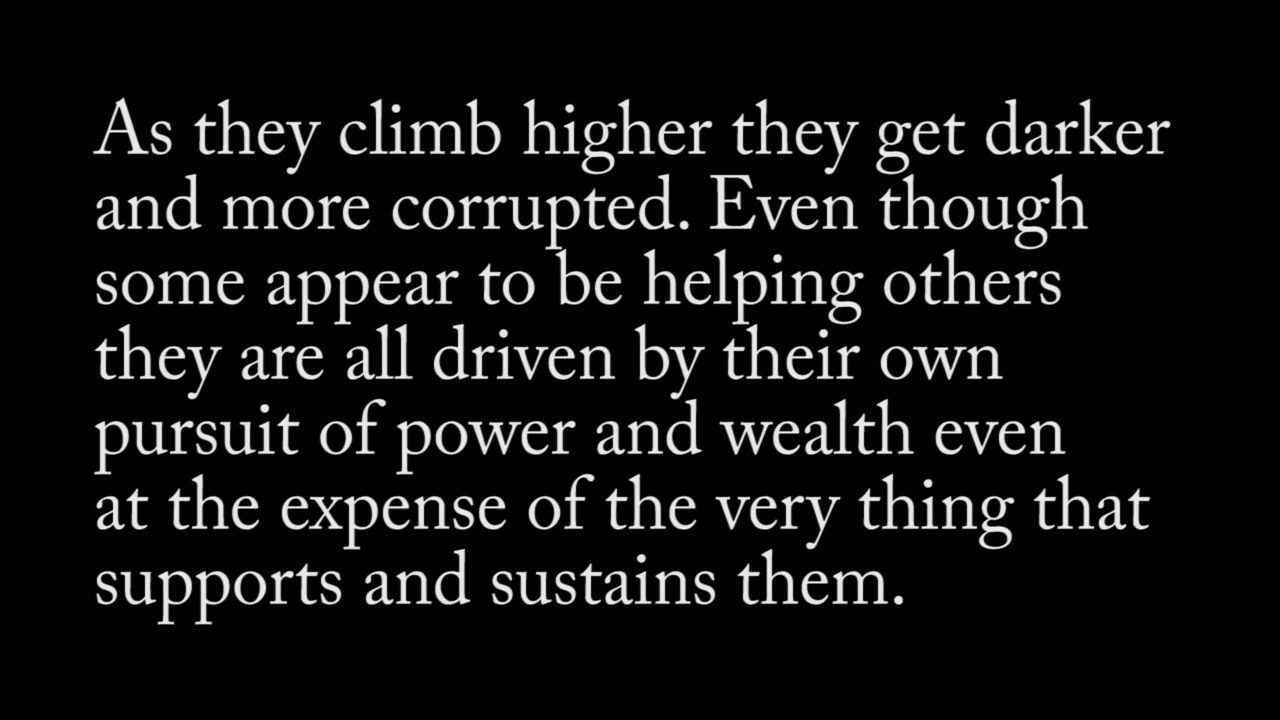 As they climb higher they get darker
and more corrupted. Even though
some appear to be helping others
they are all driven by their own
pursuit of power and wealth even
at the expense of the very thing that
supports and sustains them.